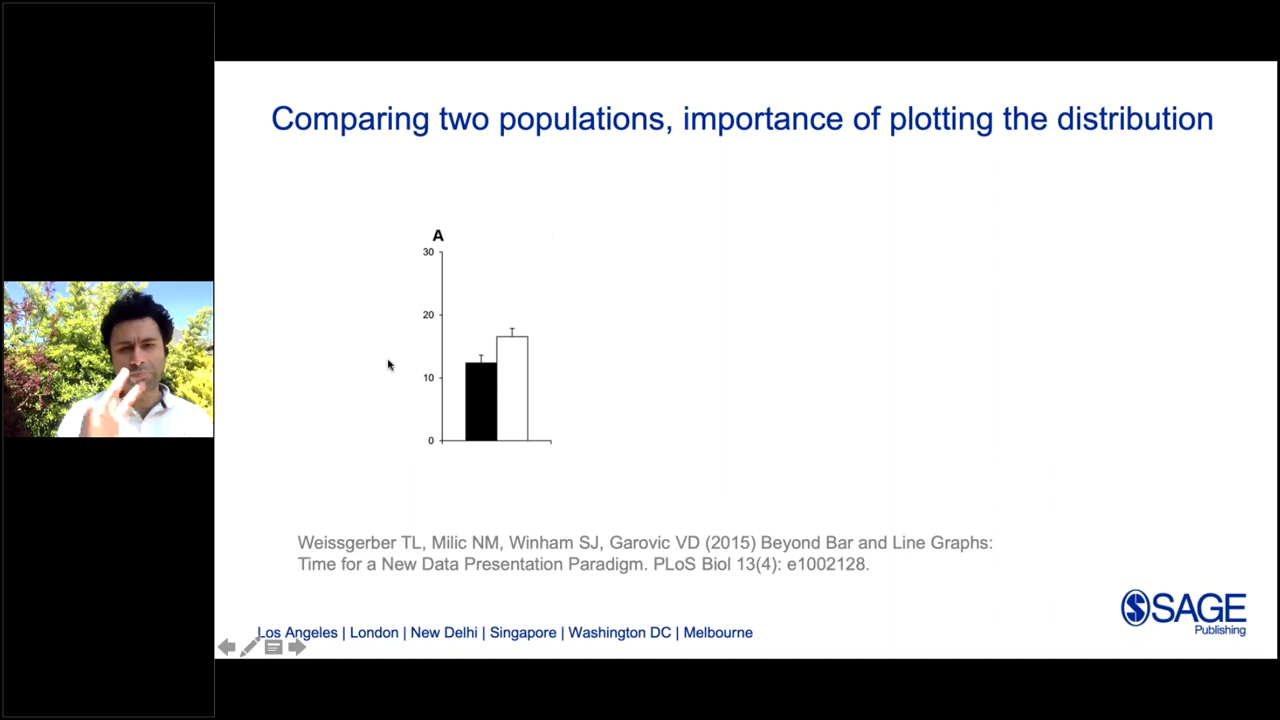 Comparing two populations, importance of plotting the distribution
A
30
20
10
0
Weissgerber TL, Milic NM, Winham SJ, Garovic VD (2015) Beyond Bar and Line Graphs:
Time for a New Data Presentation Paradigm. PLoS Biol 13(4): e1002128.
SSAGE
Publishing
Los Angeles | London | New Delhi | Singapore | Washington DC | Melbourne